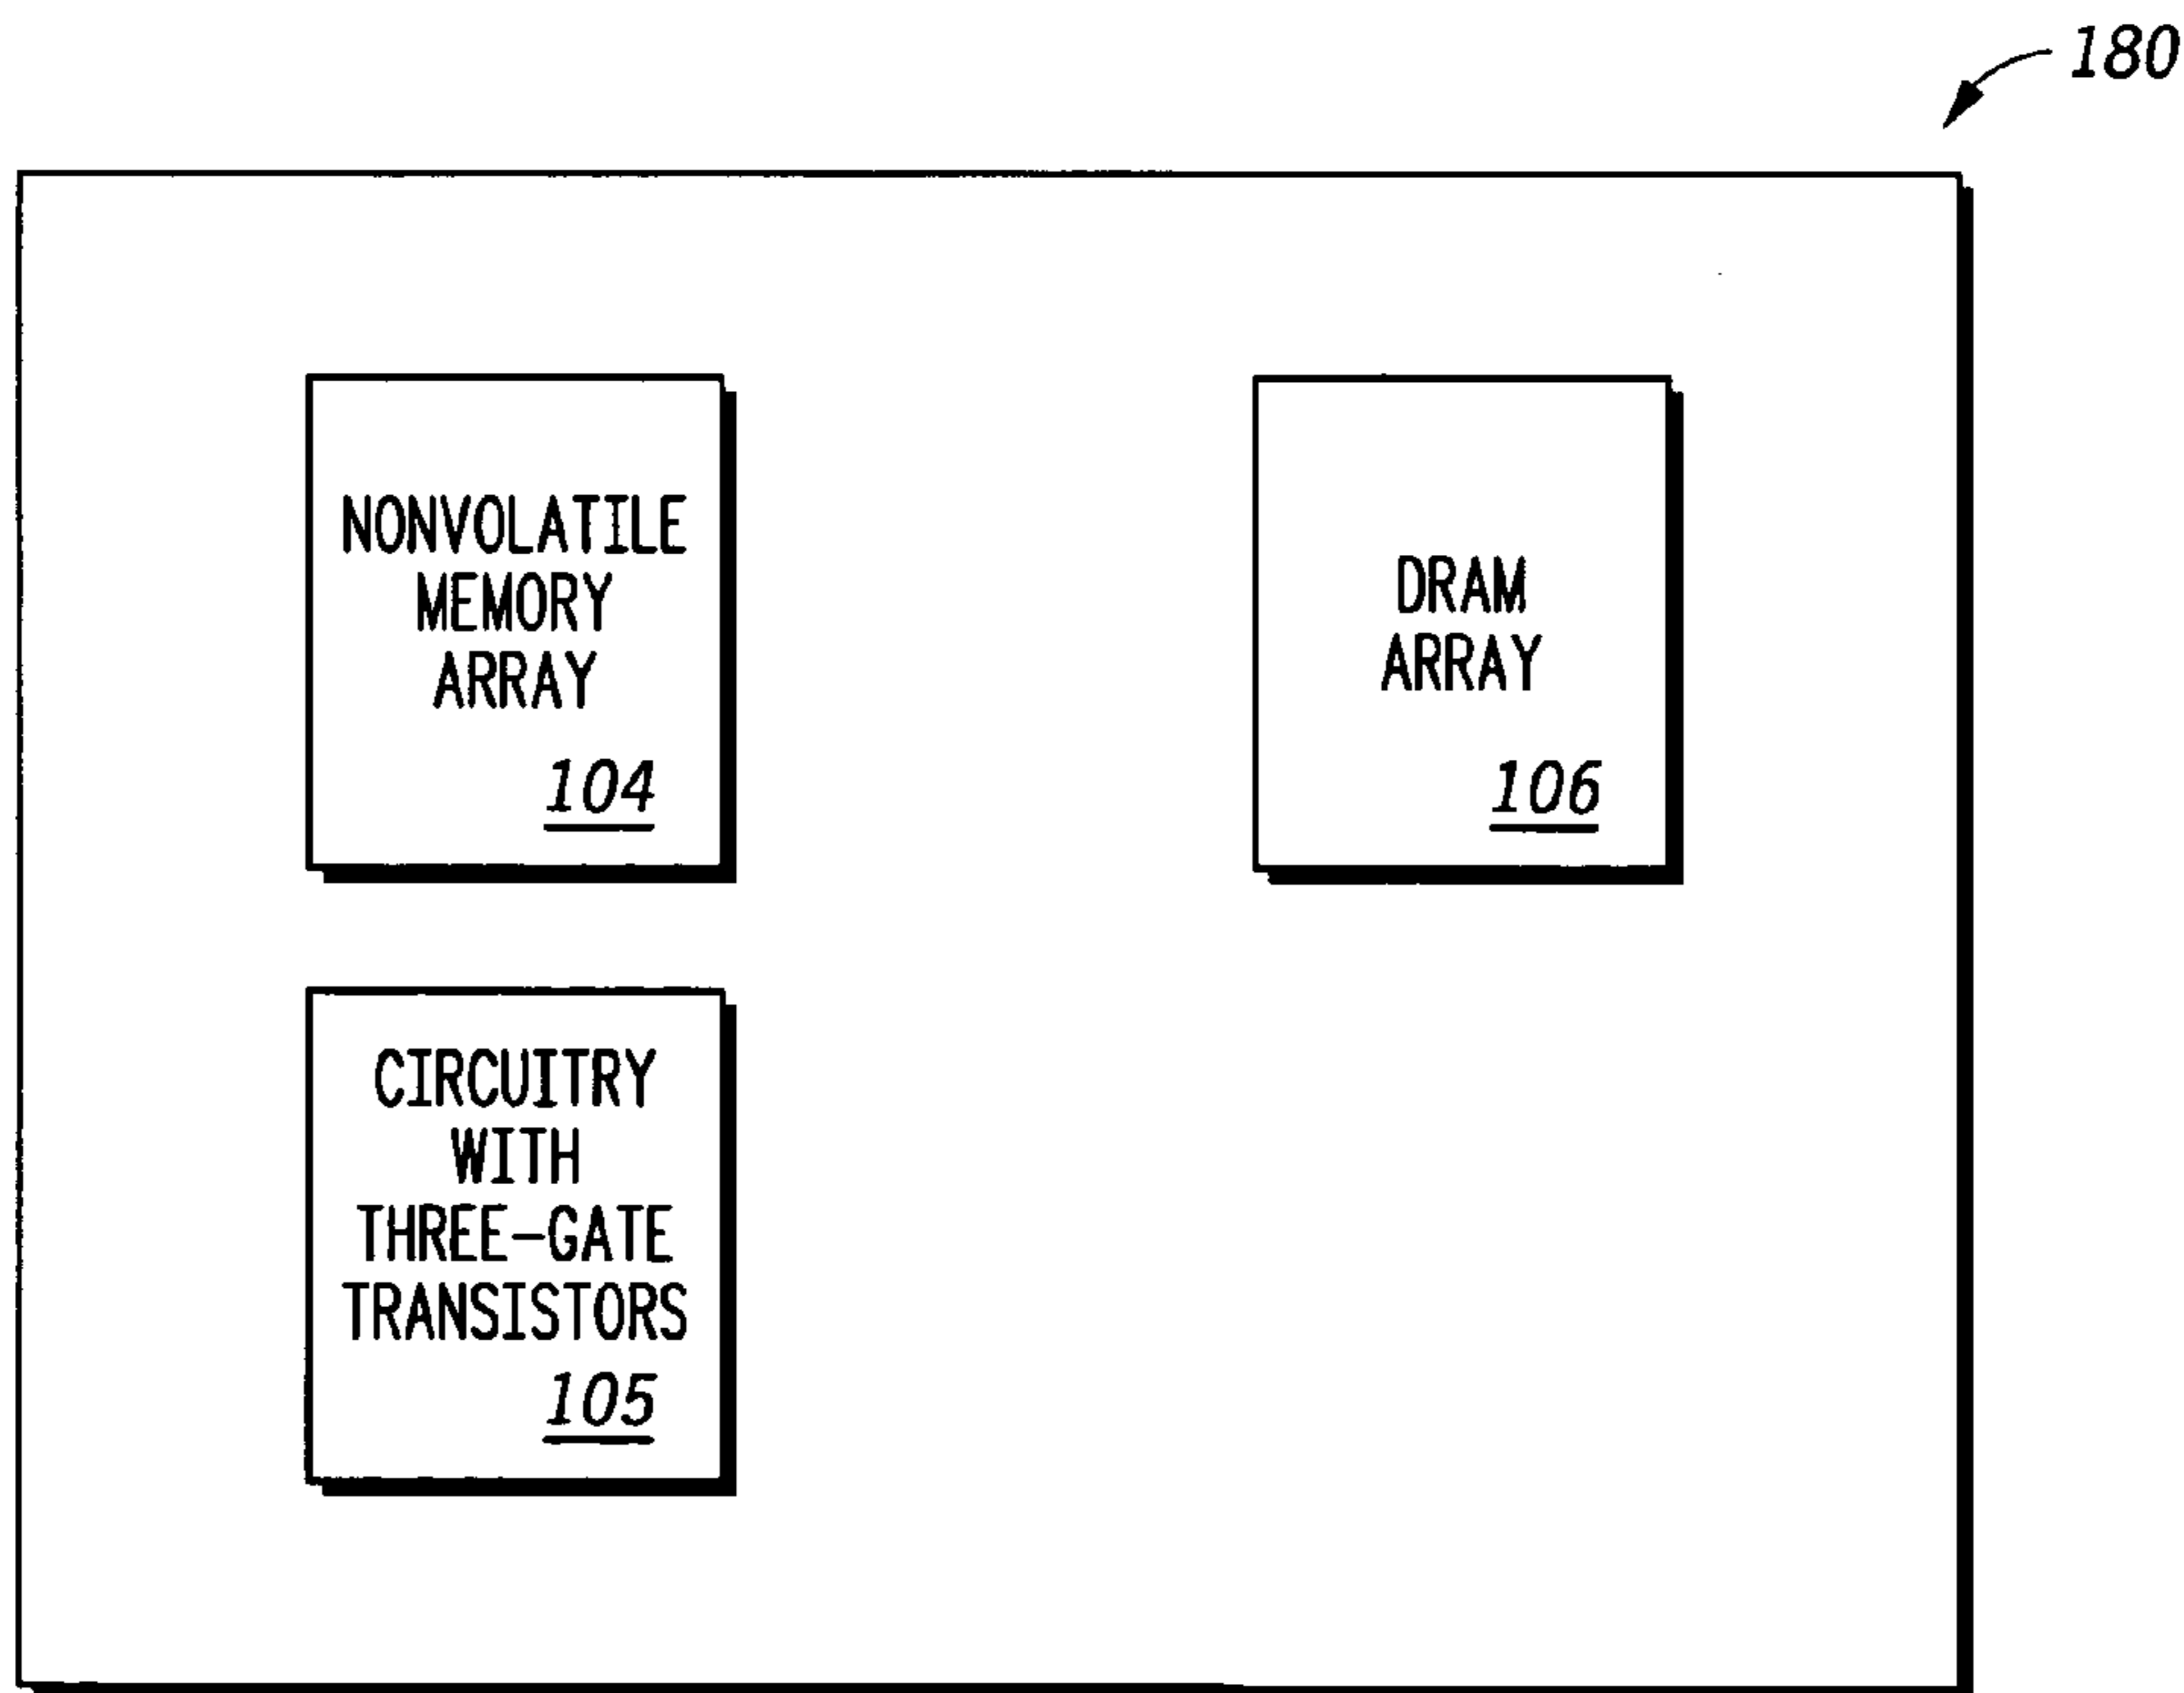 180
NONVOLATILE
MEMORY
ARRAY
104
DRAM
ARRAY
106
CIRCUITRY
WITH
THREE-GATE
TRANSISTORS
105